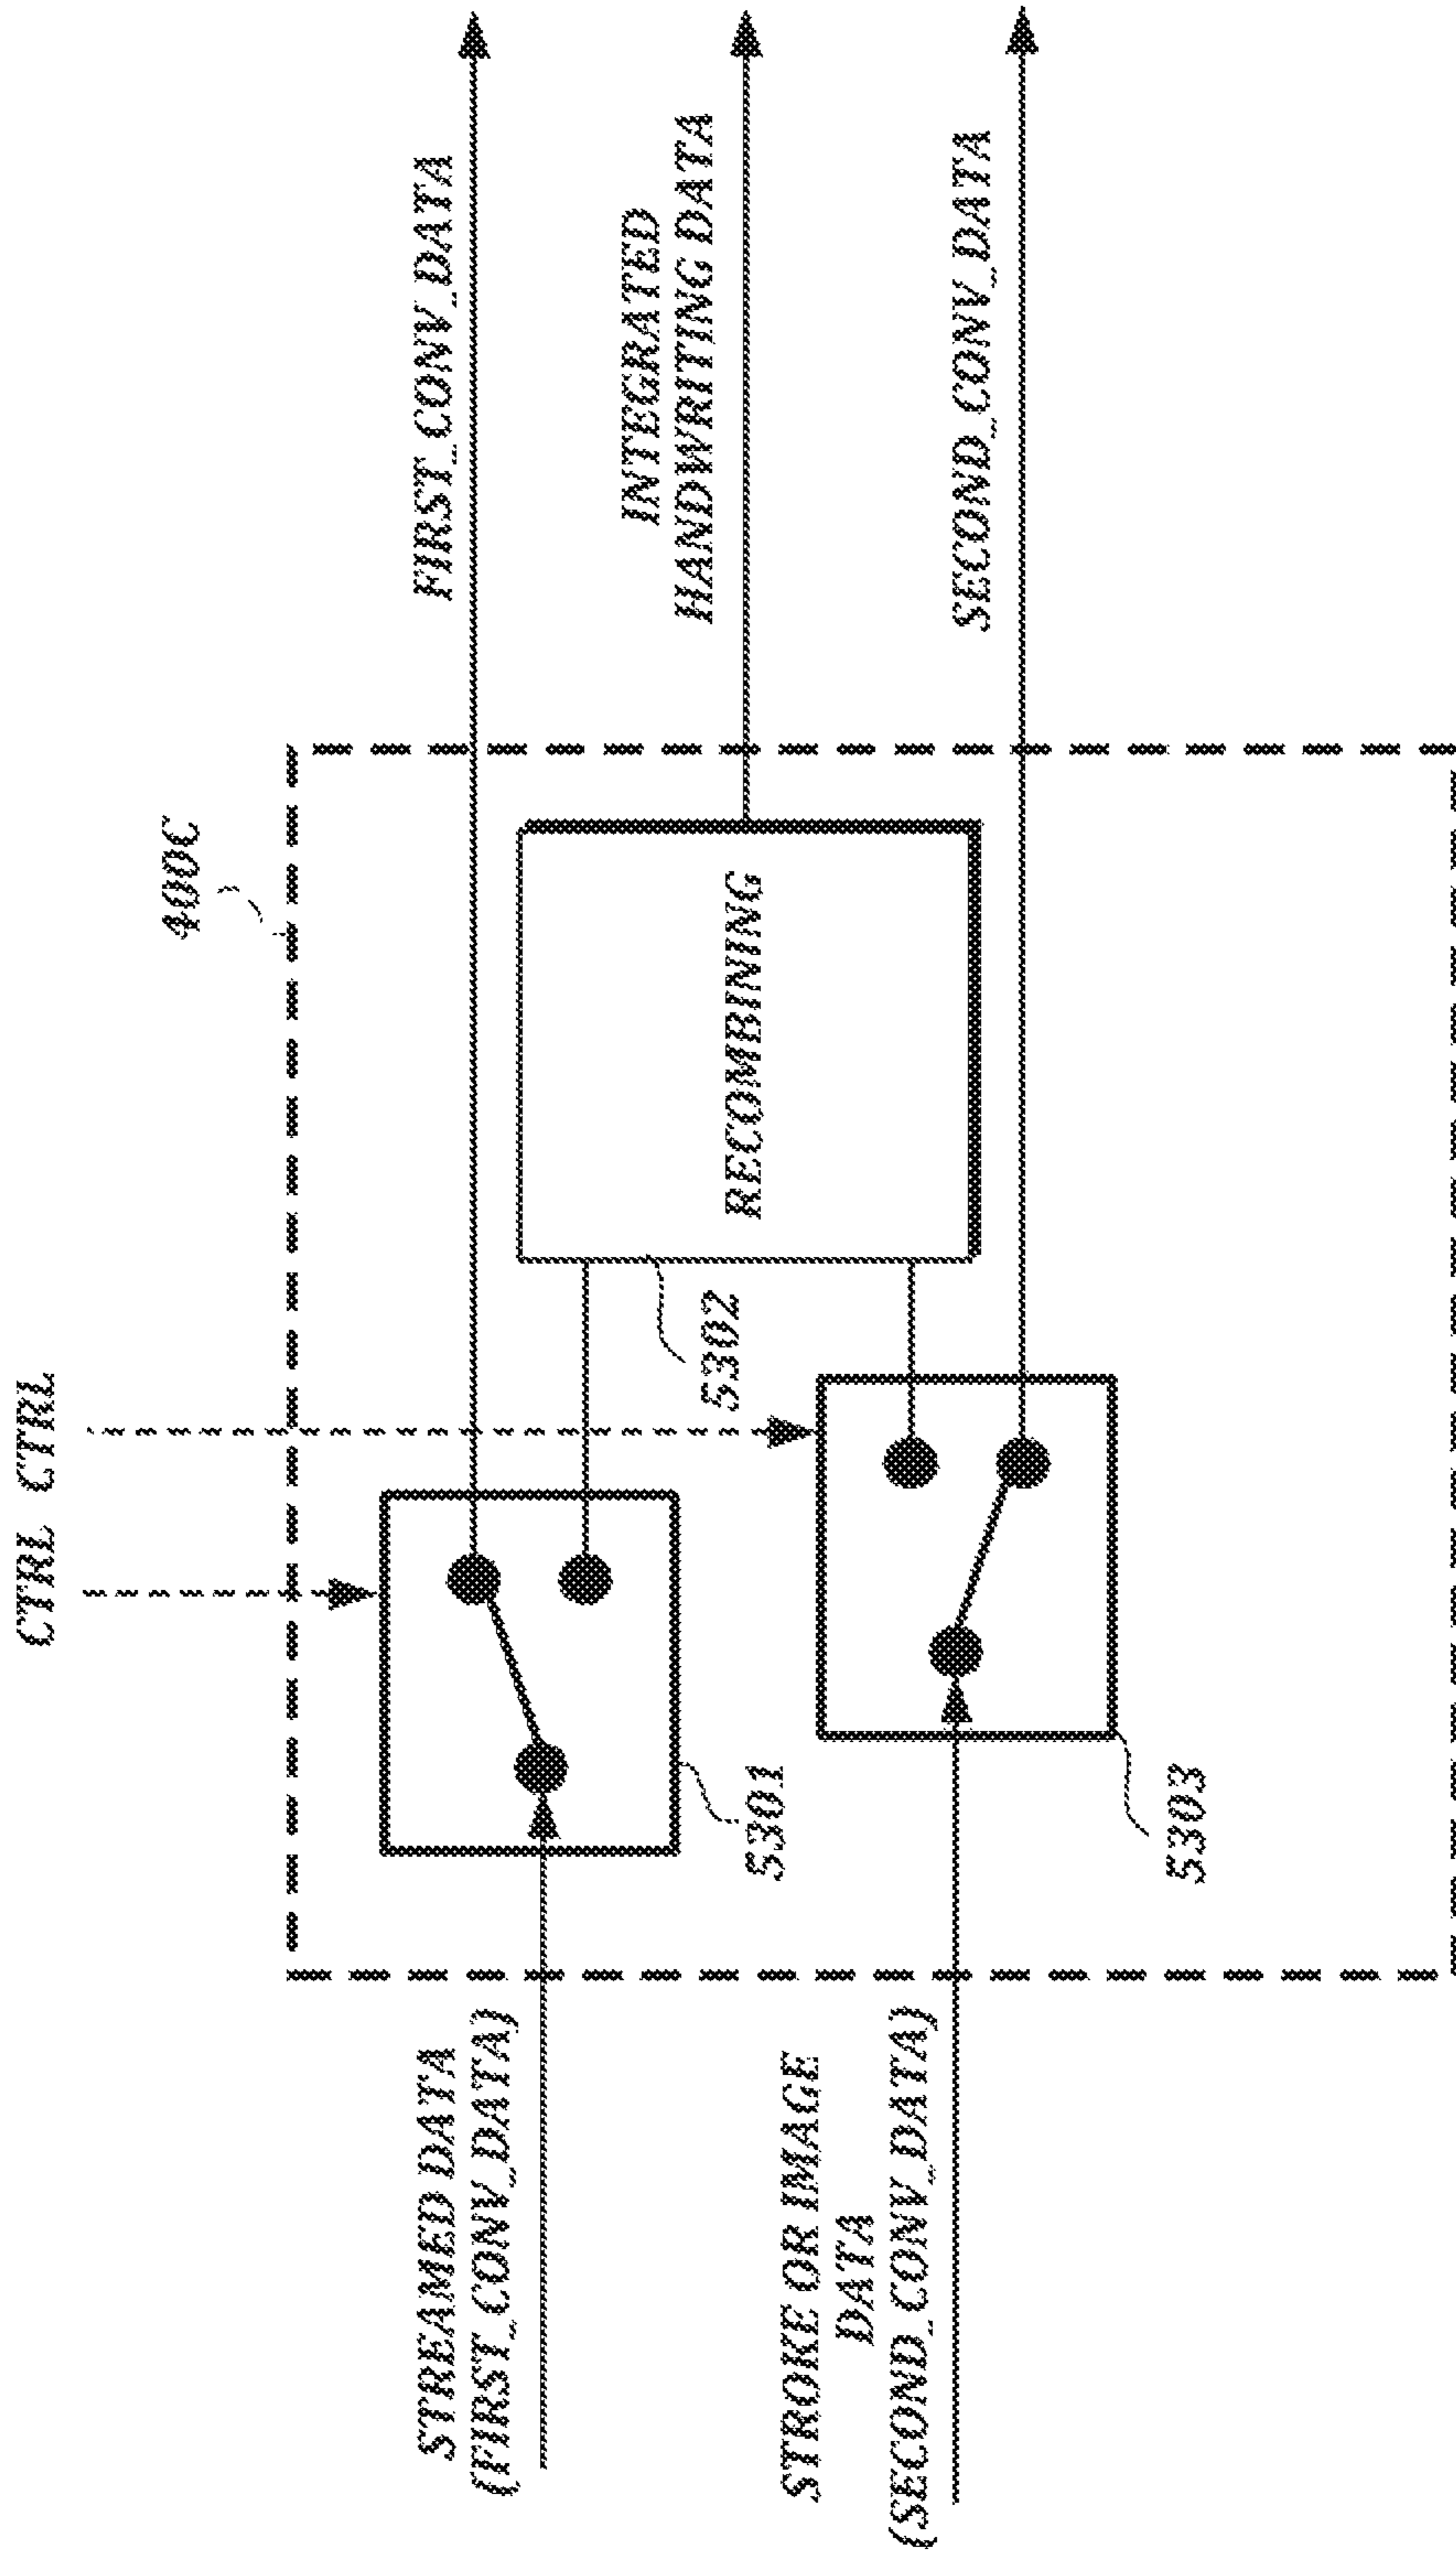 CTRL CTRL
400C
STREAMED DATA
(FIRST_CONV_DATA)
FIRST_CONV_DATA
5301
5302
RECOMBINING
INTEGRATED
HANDWRITING DATA
STROKE OR IMAGE
DATA
(SECOND_CONV_DATA)
SECOND_CONV_DATA
5303